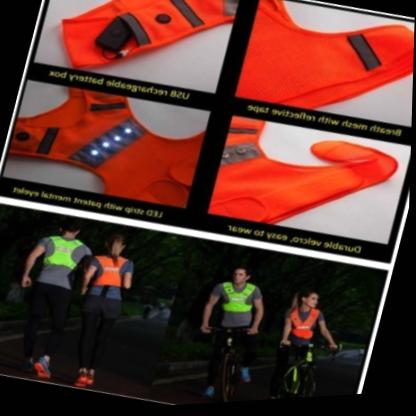 USB rechargeable battery box
Breath mesh with reflective tape
LED strip with patent mental eyelet
Durable velcro, easy to wear